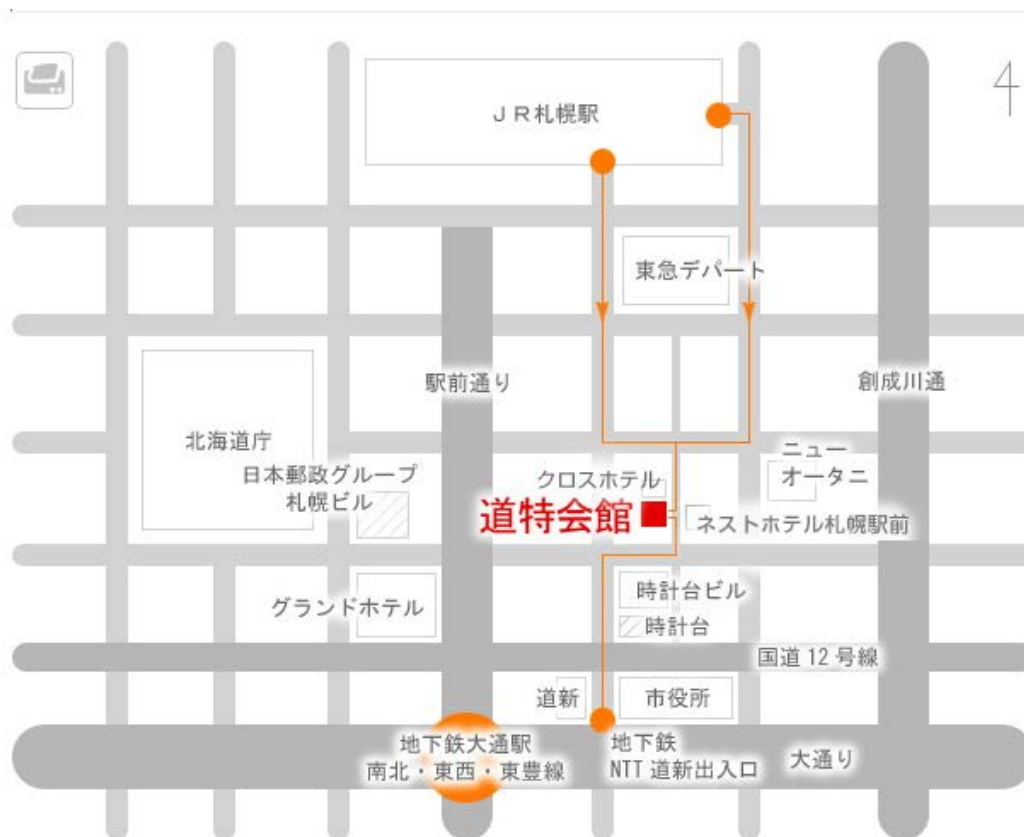 ＪＲ札幌駅
東急デパート
駅前通り
創成川通
北海道庁
日本郵政グループ
札幌ビル
クロスホテル
ニュー
オータニ
道特会館
ネストホテル札幌駅前
グランドホテル
時計台ビル
時計台
国道12号線
道新
市役所
地下鉄大通駅
南北・東西・東豊線
地下鉄
NTT 道新出入口
大通り